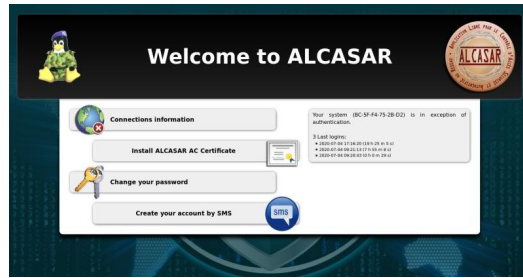 Welcome to ALCASAR
ALCASAR
Connections information
Install ALCASAR AC Certificate
Change your password
Create your account by SMS
sms
Your system (BC-5F-F4-75-2B-D2) is in exception of
authentication.
3 Last logins: